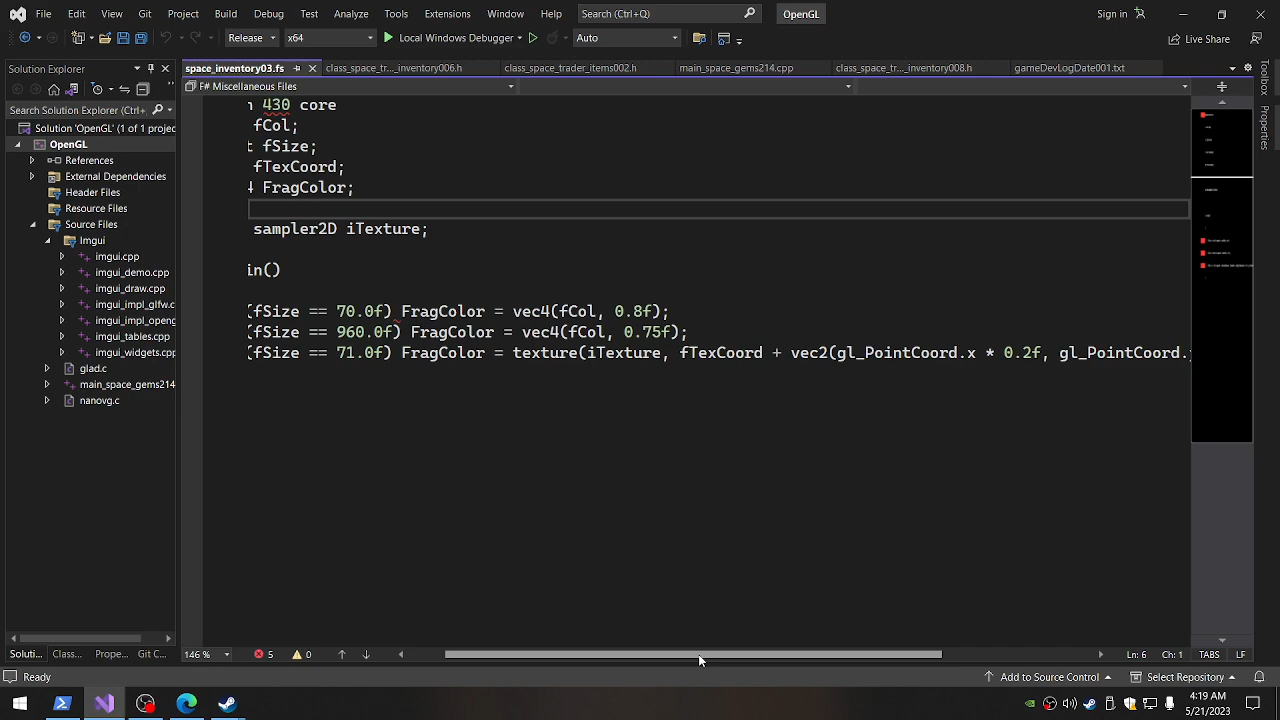 File Edit View Git Project Build Debug Test Analyze Tools Extensions Window Help Search (Ctrl+Q) OpenGL Sign in
Release x64 Local Windows Debugger Auto Live Share
Solution Explorer
Search Solution Explorer
Solution 'OpenGL' (1 of 1 projec
OpenGL
References
External Dependencies
Header Files
Resource Files
Source Files
Imgui
imgui.cpp
imgui_demo.cpp
imgui_draw.cpp
imgui_impl_glfw.c
imgui_impl_openg
imgui_tables.cpp
imgui_widgets.cpp
glad.c
main_space_gems214
nanovg.c
Soluti... Class... Prope... Git C...
space_inventory03.fs class_space_tr..._inventory006.h class_space_trader_items002.h main_space_gems214.cpp class_space_tr..._inventory008.h gameDevLogDate001.txt
F# Miscellaneous Files
430 core
fCol;
t fSize;
fTexCoord;
FragColor;
sampler2D iTexture;
in()
(fSize == 70.0f) FragColor = vec4(fCol, 0.8f);
(fSize == 960.0f) FragColor = vec4(fCol, 0.75f);
(fSize == 71.0f) FragColor = texture(iTexture, fTexCoord + vec2(gl_PointCoord.x * 0.2f, gl_PointCoord.
146 % 5 0 Ln: 6 Ch: 1 TABS LF
Toolbox
Properties
Ready Add to Source Control Select Repository
4:19 AM
5/21/2023